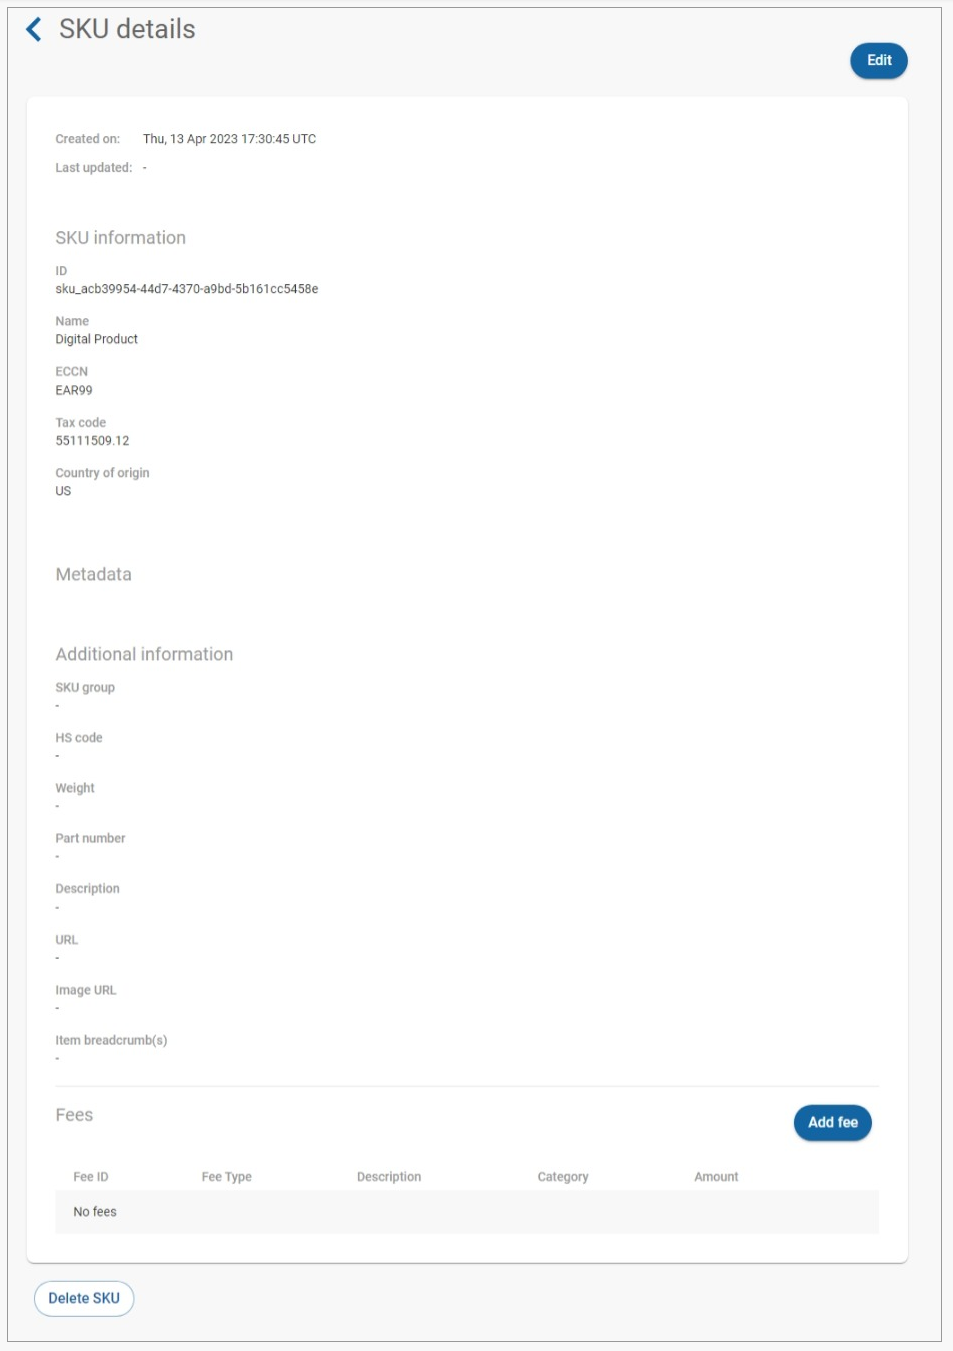 SKU details
Edit
Created on: Thu, 13 Apr 2023 17:30:45 UTC
Last updated: -
SKU information
ID
sku_acb39954-44d7-4370-a9bd-5b161cc5458e
Name
Digital Product
ECCN
EAR99
Tax code
55111509.12
Country of origin
US
Metadata
Additional information
SKU group
-
HS code
-
Weight
-
Part number
-
Description
-
URL
-
Image URL
-
Item breadcrumb(s)
-
Fees
Add fee
Fee ID Fee Type Description Category Amount
No fees
Delete SKU